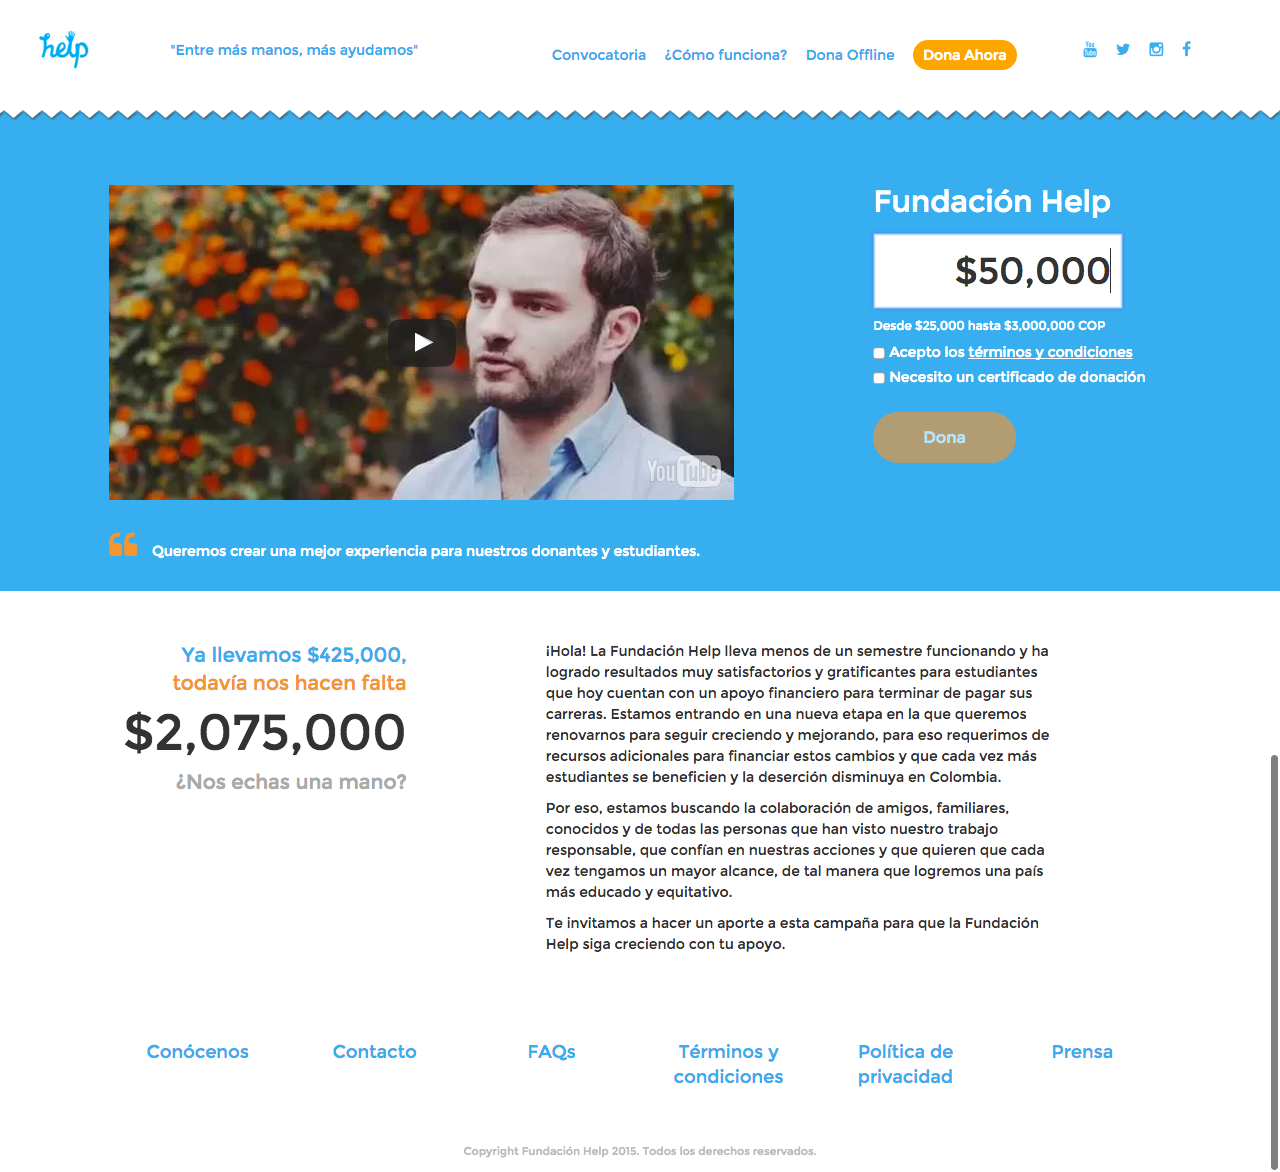 help
"Entre más manos, más ayudamos"
Convocatoria
¿Cómo funciona?
Dona Offline
Dona Ahora
You Tube
Fundación Help
$50,000
Desde $25,000 hasta $3,000,000 COP
Acepto los términos y condiciones
Necesito un certificado de donación
Dona
YouTube
Queremos crear una mejor experiencia para nuestros donantes y estudiantes.
Ya llevamos $425,000,
todavía nos hacen falta
$2,075,000
¿Nos echas una mano?
¡Hola! La Fundación Help lleva menos de un semestre funcionando y ha
logrado resultados muy satisfactorios y gratificantes para estudiantes
que hoy cuentan con un apoyo financiero para terminar de pagar sus
carreras. Estamos entrando en una nueva etapa en la que queremos
renovarnos para seguir creciendo y mejorando, para eso requerimos de
recursos adicionales para financiar estos cambios y que cada vez más
estudiantes se beneficien y la deserción disminuya en Colombia.
Por eso, estamos buscando la colaboración de amigos, familiares,
conocidos y de todas las personas que han visto nuestro trabajo
responsable, que confían en nuestras acciones y que quieren que cada
vez tengamos un mayor alcance, de tal manera que logremos una país
más educado y equitativo.
Te invitamos a hacer un aporte a esta campaña para que la Fundación
Help siga creciendo con tu apoyo.
Conócenos
Contacto
FAQs
Términos y
condiciones
Política de
privacidad
Prensa
Copyright Fundación Help 2015. Todos los derechos reservados.